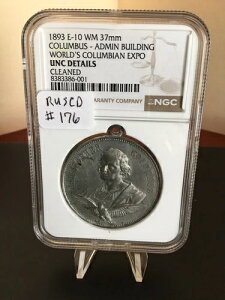 1893 E-10 WM 37mm
COLUMBUS - ADMIN BUILDING
WORLD'S COLUMBIAN EXPO
UNC DETAILS
CLEANED
8383386-001
RUSCD
#176
GUARANTY COMPANY
NGC